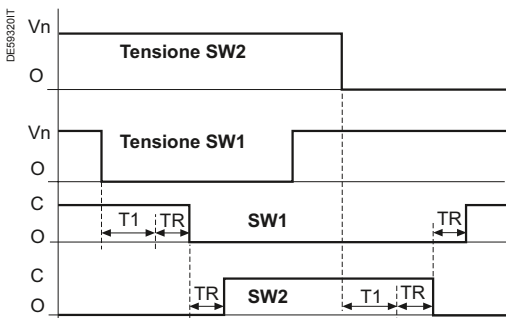 DE59320IT
Vn
Tensione SW2
O
Vn
Tensione SW1
O
C
T1 TR SW1 TR
O
C
TR SW2 T1 TR
O